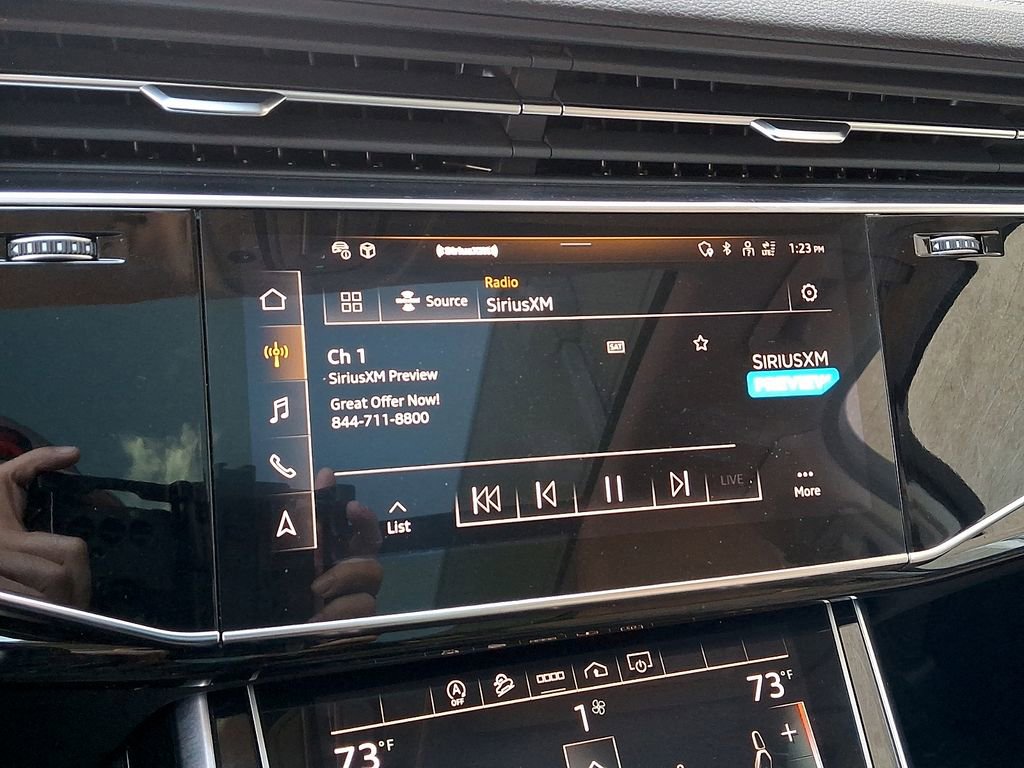 SiriusXM
1:23 PM
Radio
Source
SiriusXM
Ch 1
SAT
SIRIUSXM
PREVIEW
SiriusXM Preview
Great Offer Now!
844-711-8800
LIVE
List
More
A
OFF
73°F
1
73°F
+